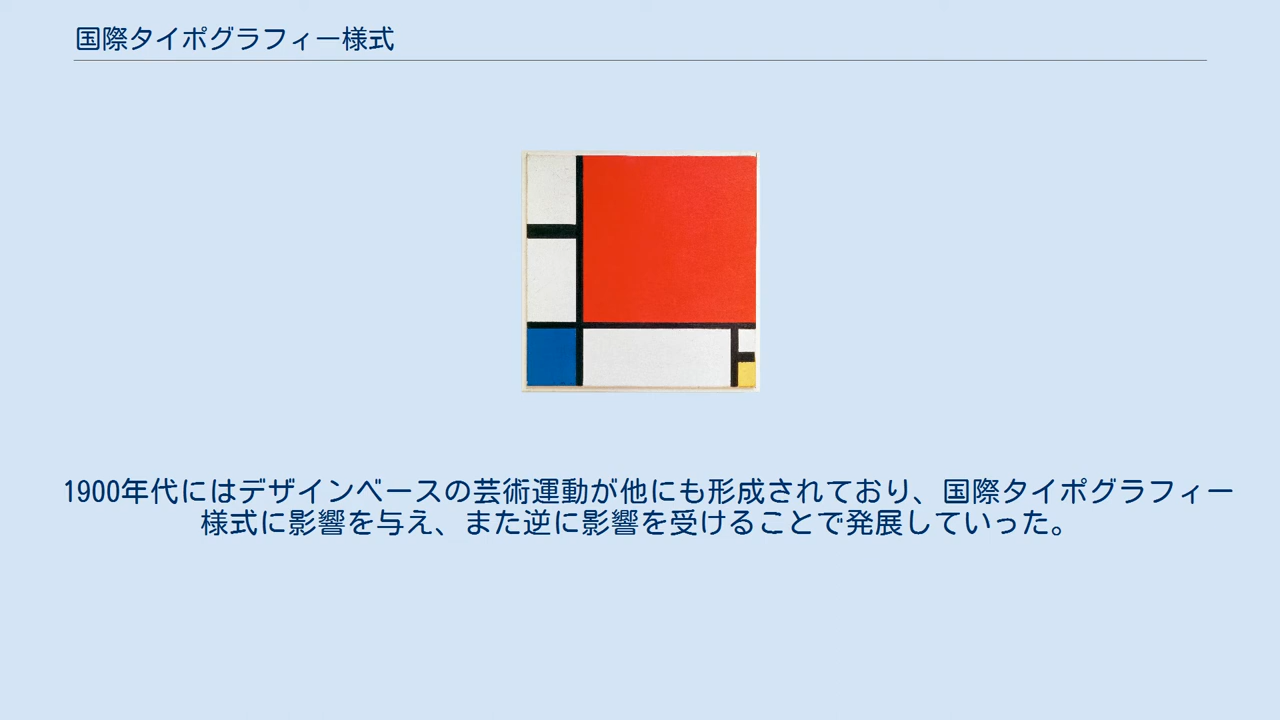 国際タイポグラフィー様式
1900年代にはデザインベースの芸術運動が他にも形成されており、国際タイポグラフィー
様式に影響を与え、また逆に影響を受けることで発展していった。